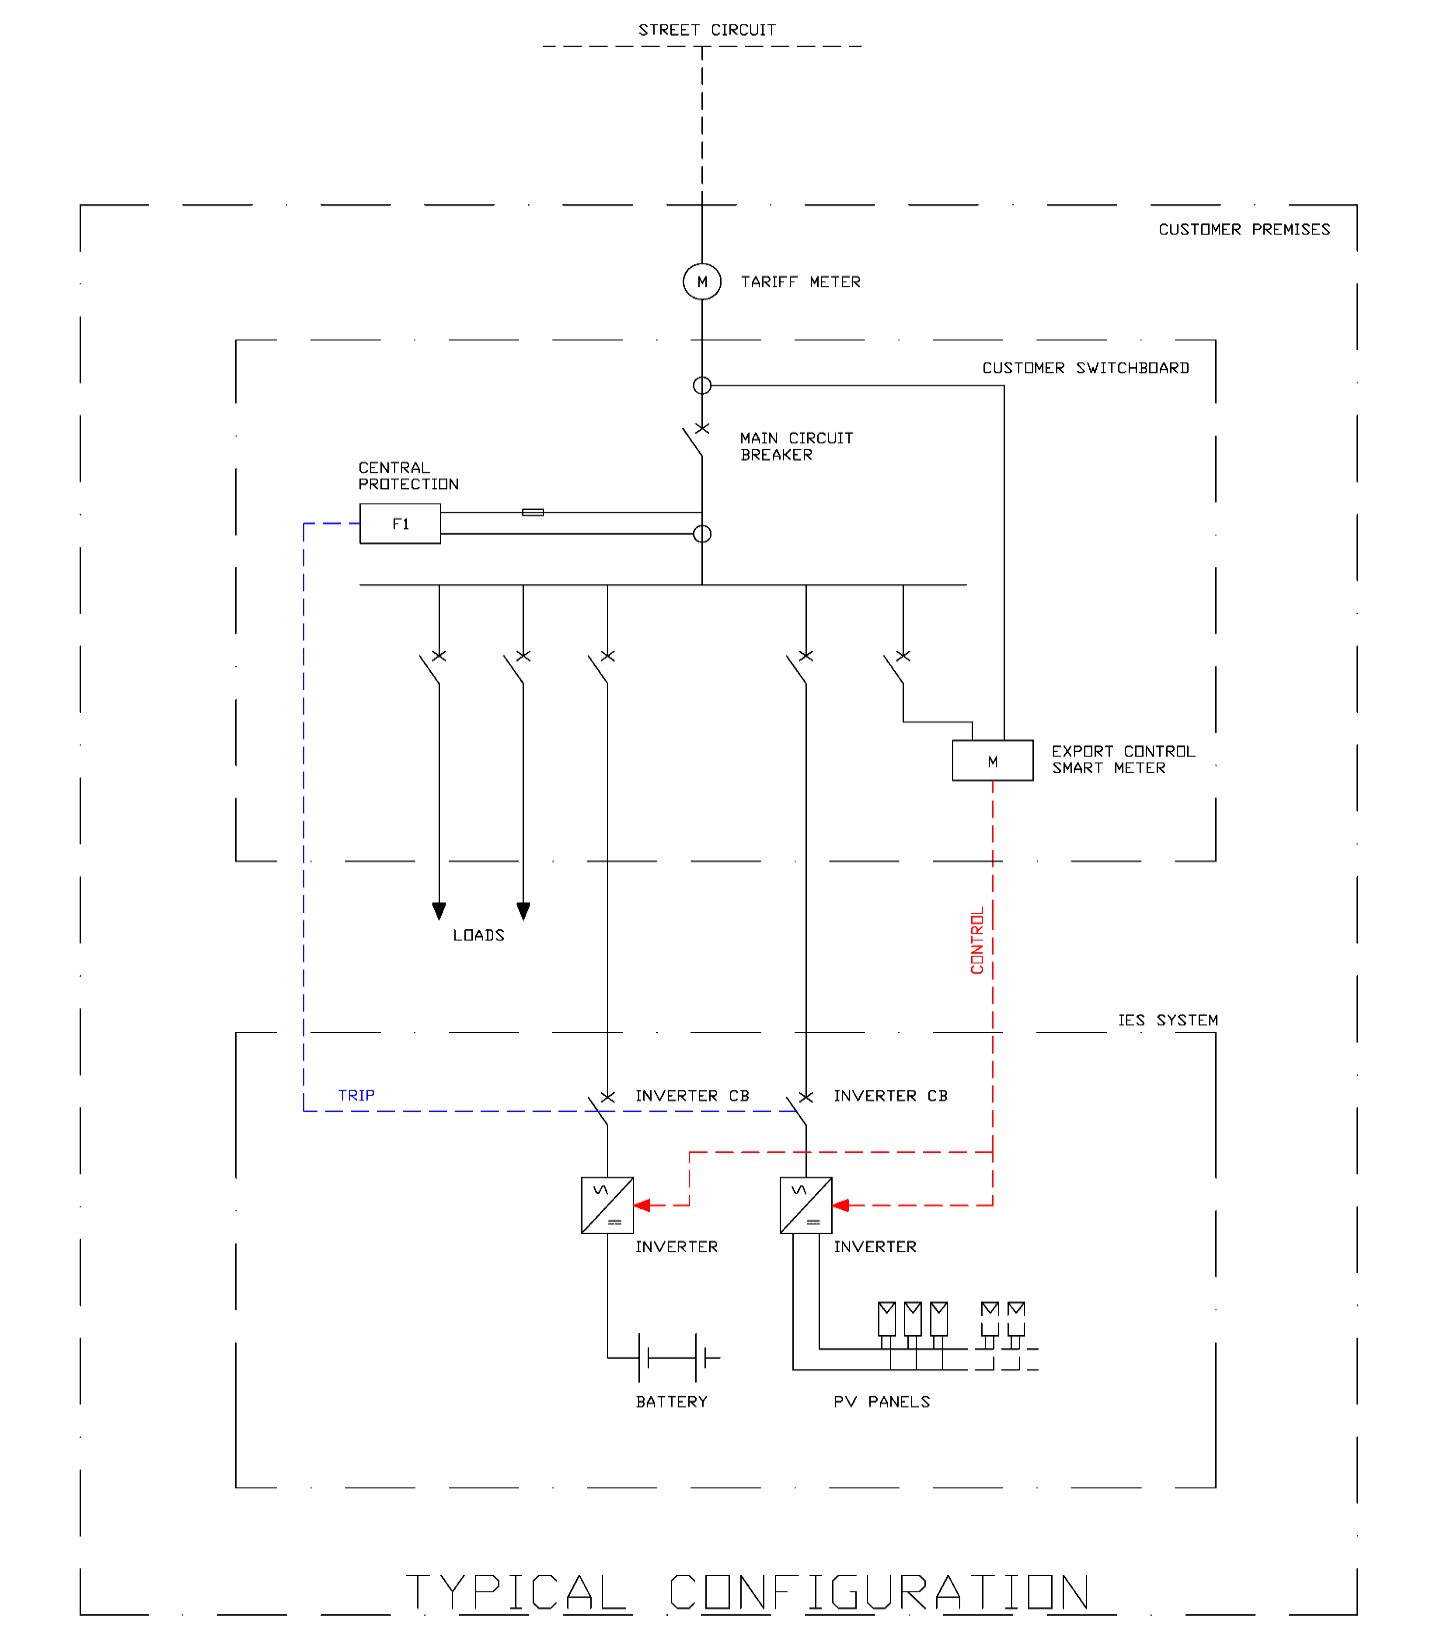 STREET CIRCUIT
CUSTOMER PREMISES
M
TARIFF METER
CUSTOMER SWITCHBOARD
MAIN CIRCUIT
BREAKER
CENTRAL
PROTECTION
F1
EXPORT CONTROL
SMART METER
M
LOADS
CONTROL
IES SYSTEM
TRIP
INVERTER CB
INVERTER CB
INVERTER
INVERTER
BATTERY
PV PANELS
TYPICAL CONFIGURATION